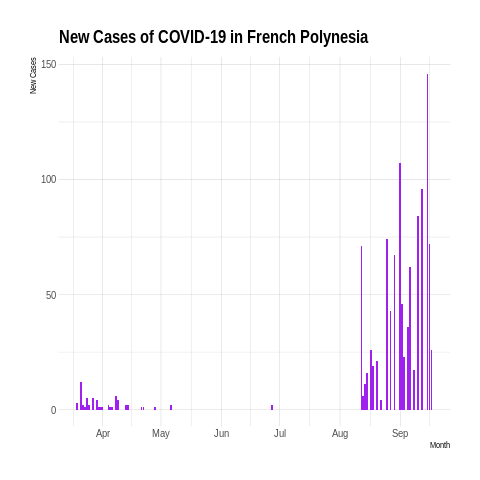 New Cases of COVID-19 in French Polynesia
New Cases
150
100
50
0
Apr May Jun Jul Aug Sep
Month